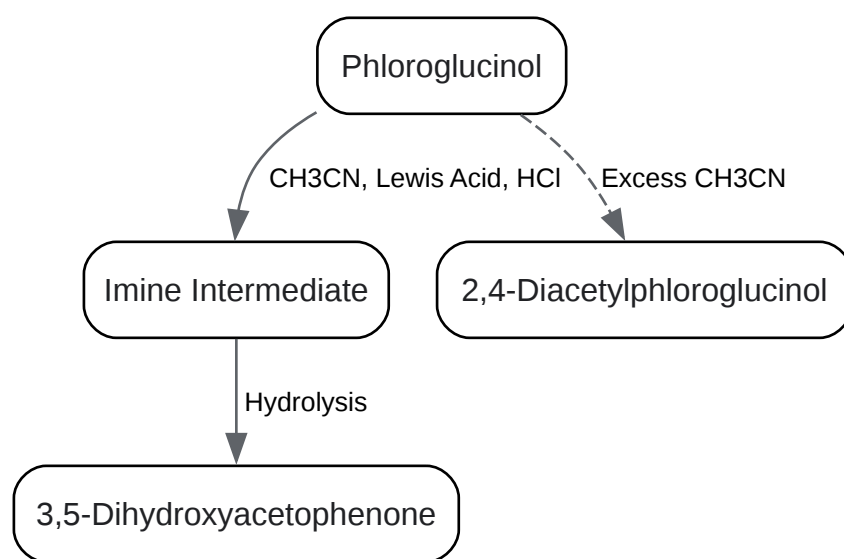 Phloroglucinol
CH3CN, Lewis Acid, HCl
Excess CH3CN
Imine Intermediate
2,4-Diacetylphloroglucinol
Hydrolysis
3,5-Dihydroxyacetophenone